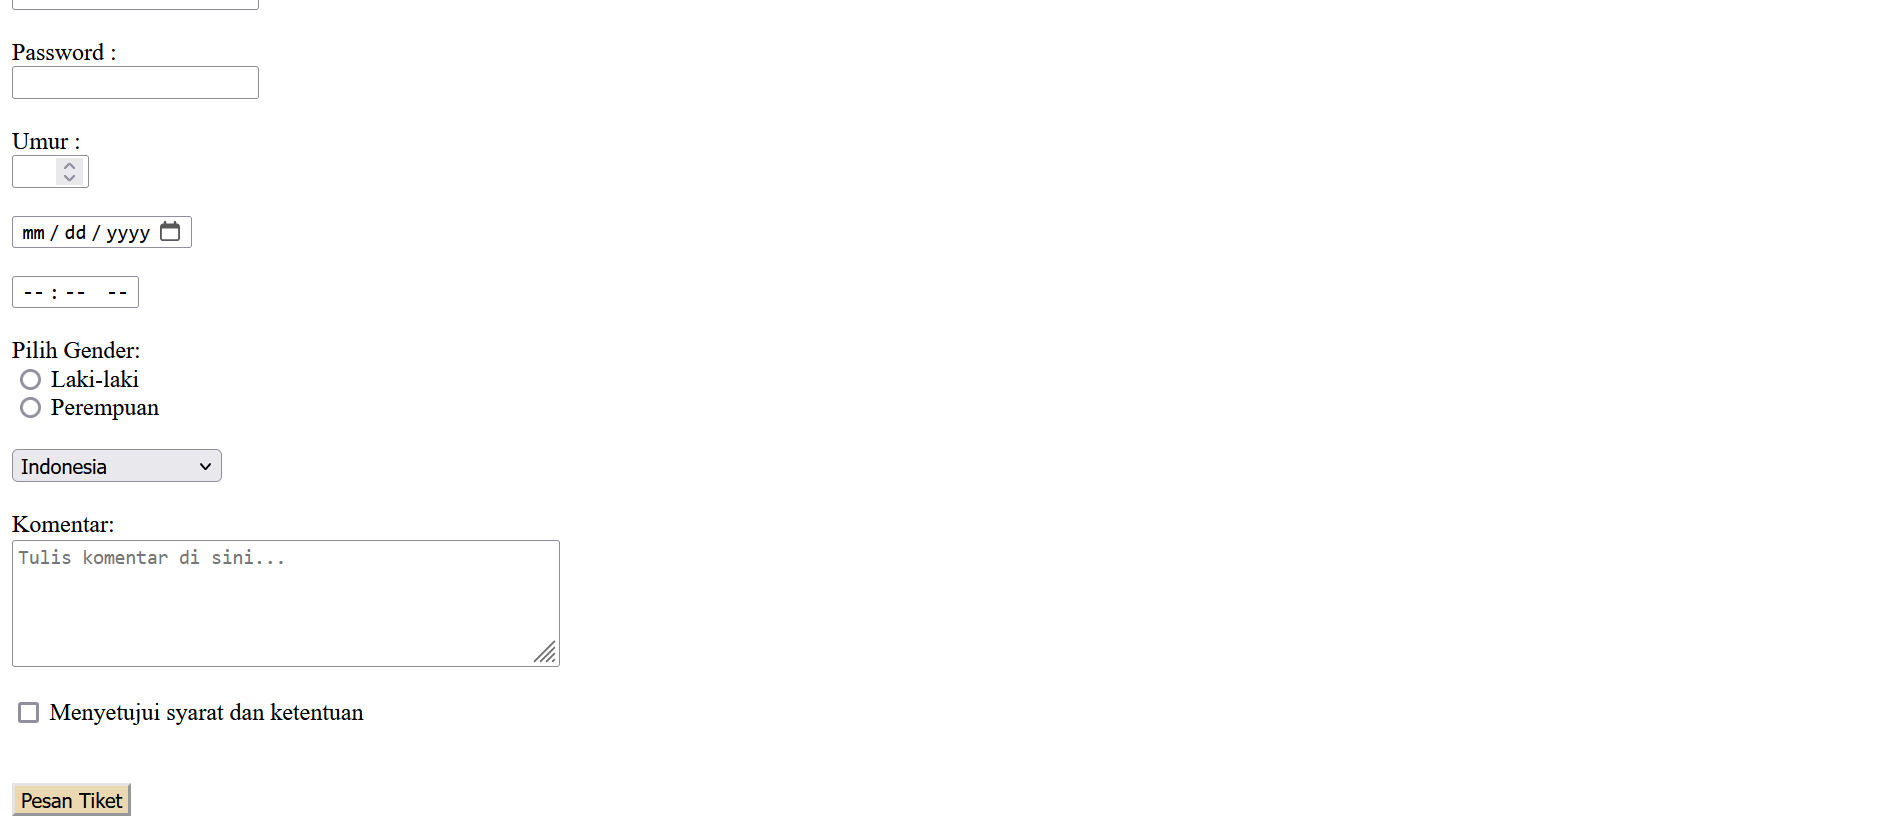 Password :
Umur :
mm / dd / yyyy
-- : -- --
Pilih Gender:
Laki-laki
Perempuan
Indonesia
Komentar:
Tulis komentar di sini...
Menyetujui syarat dan ketentuan
Pesan Tiket